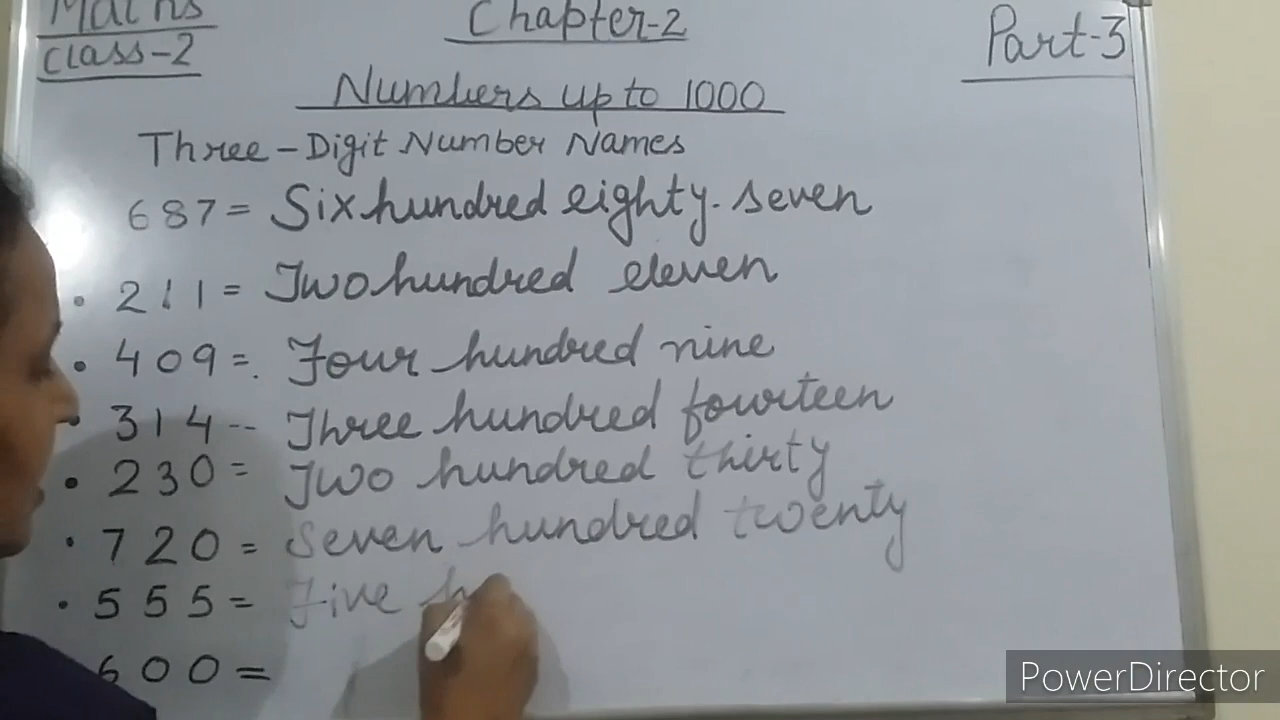 Maths
Class-2
Chapter-2
Part-3
Numbers up to 1000
Three-Digit Number Names
687 = Six hundred eighty-seven
• 211 = Two hundred eleven
• 409 = Four hundred nine
• 314 -- Three hundred fourteen
• 230 = Two hundred thirty
• 720 = Seven hundred twenty
• 555 = Five h
600 =
PowerDirector